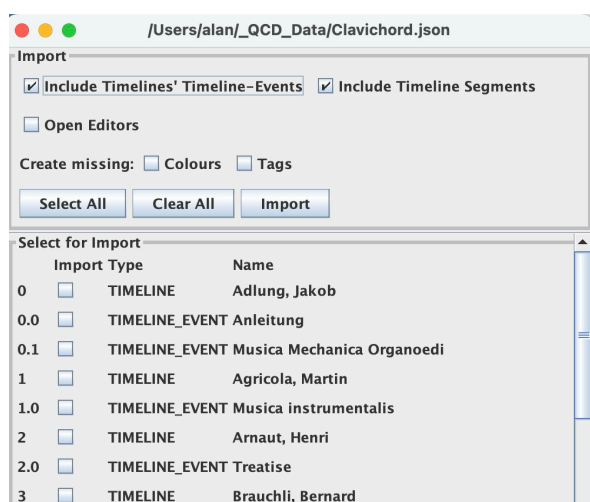 /Users/alan/_QCD_Data/Clavichord.json
Import
Include Timelines' Timeline-Events Include Timeline Segments
Open Editors
Create missing: Colours Tags
Select All Clear All Import
Select for Import
Import Type Name
0 TIMELINE Adlung, Jakob
0.0 TIMELINE_EVENT Anleitung
0.1 TIMELINE_EVENT Musica Mechanica Organoedi
1 TIMELINE Agricola, Martin
1.0 TIMELINE_EVENT Musica instrumentalis
2 TIMELINE Arnaut, Henri
2.0 TIMELINE_EVENT Treatise
3 TIMELINE Brauchli, Bernard